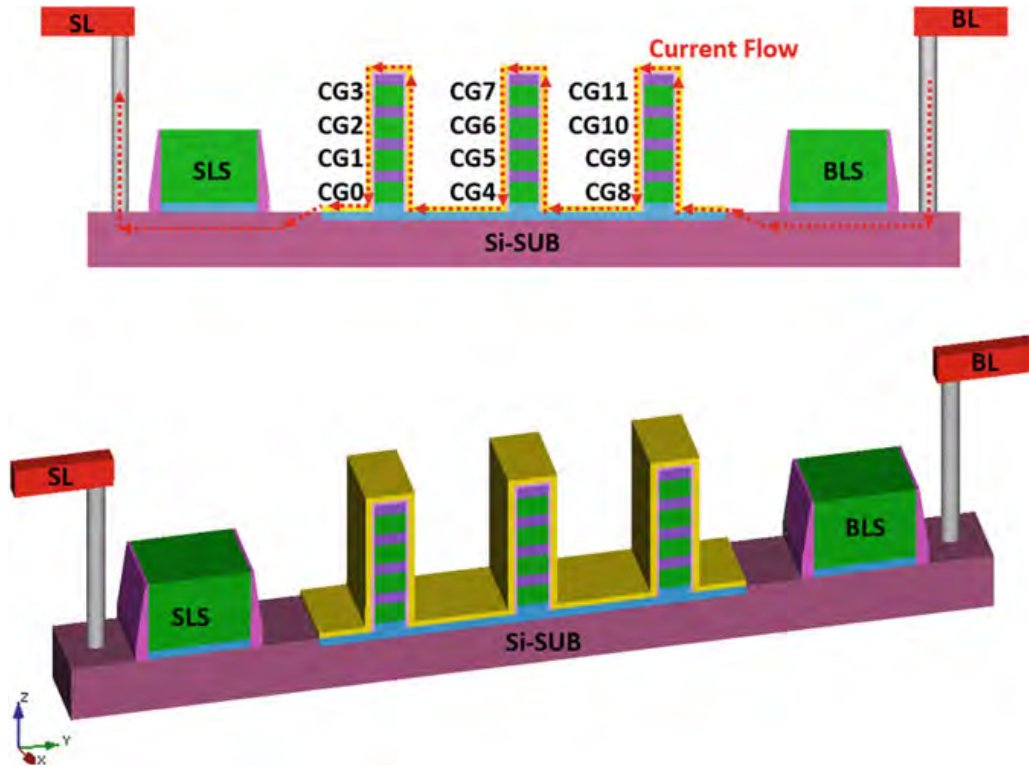 SL
BL
Current Flow
CG3
CG7
CG11
CG2
CG6
CG10
CG1
CG5
CG9
SLS
BLS
CG0
CG4
CG8
Si-SUB
BL
SL
BLS
SLS
Si-SUB
Z
Y
X